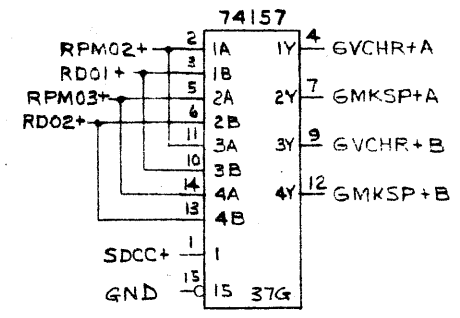 74157
RPM02+ 2 1A 1Y 4 GVCHR+A
RD01+ 3 1B
RPM03+ 5 2A 2Y 7 GMKSP+A
RD02+ 6 2B
11 3A 3Y 9 GVCHR+B
10 3B
14 4A 4Y 12 GMKSP+B
13 4B
SDCC+ 1 1
GND 15 15 37G